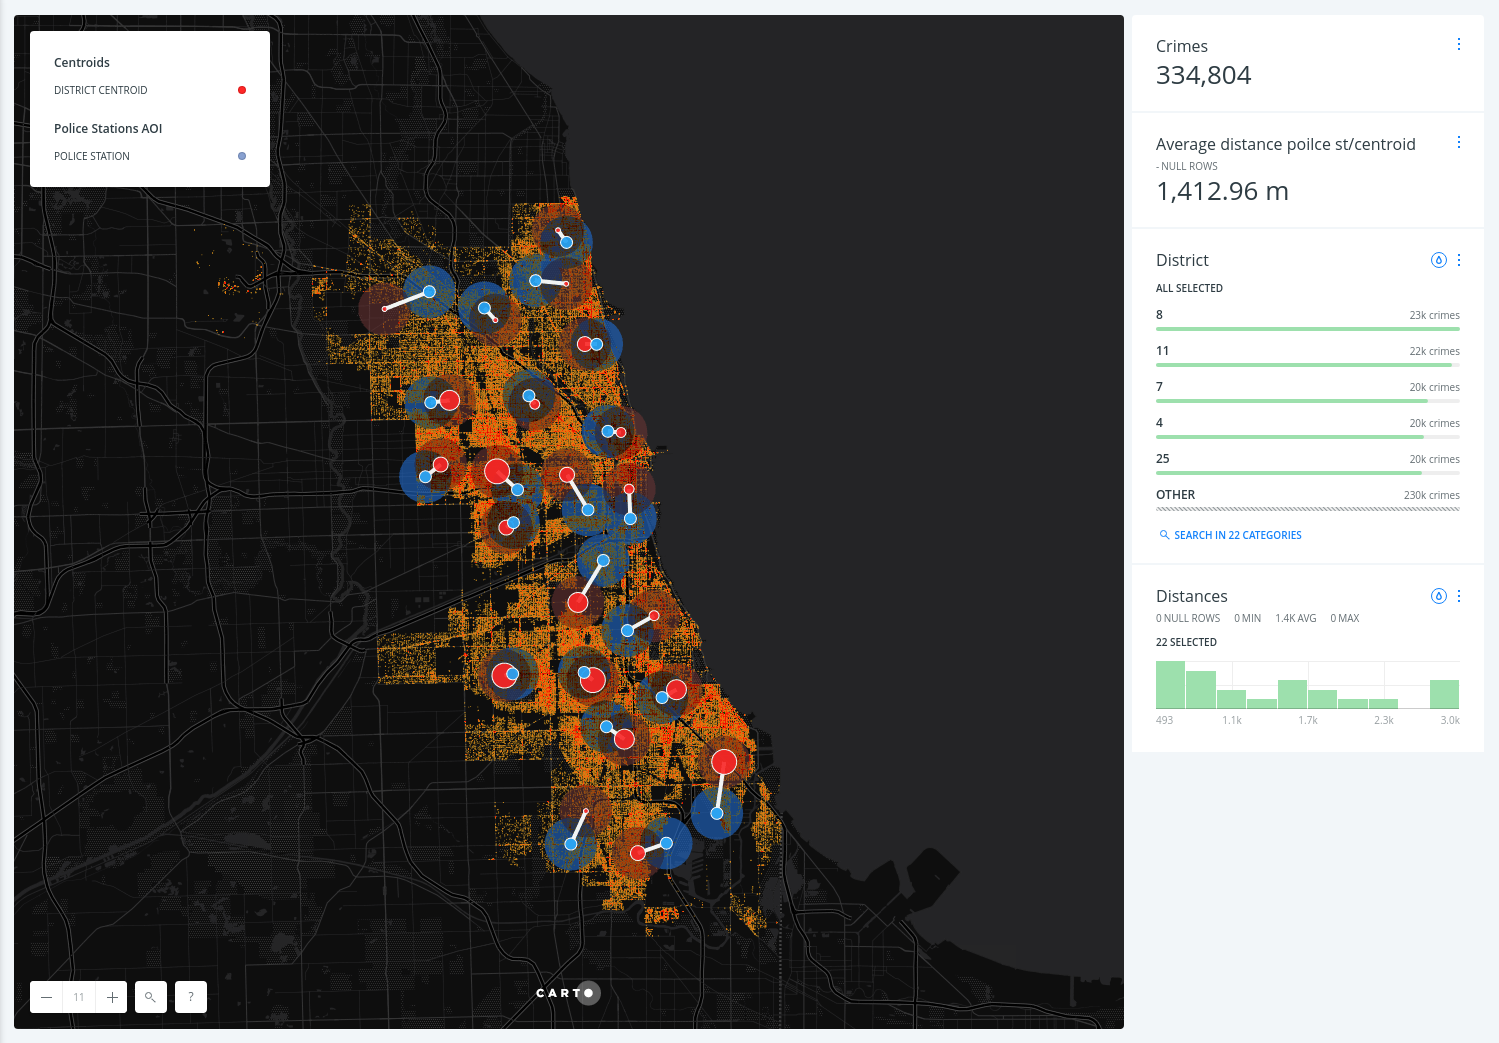 Centroids
DISTRICT CENTROID
Police Stations AOI
POLICE STATION
11
?
CARTO
Crimes
334,804
Average distance poilce st/centroid
- NULL ROWS
1,412.96 m
District
ALL SELECTED
8 23k crimes
11 22k crimes
7 20k crimes
4 20k crimes
25 20k crimes
OTHER 230k crimes
SEARCH IN 22 CATEGORIES
Distances
0 NULL ROWS 0 MIN 1.4K AVG 0 MAX
22 SELECTED
493 1.1k 1.7k 2.3k 3.0k